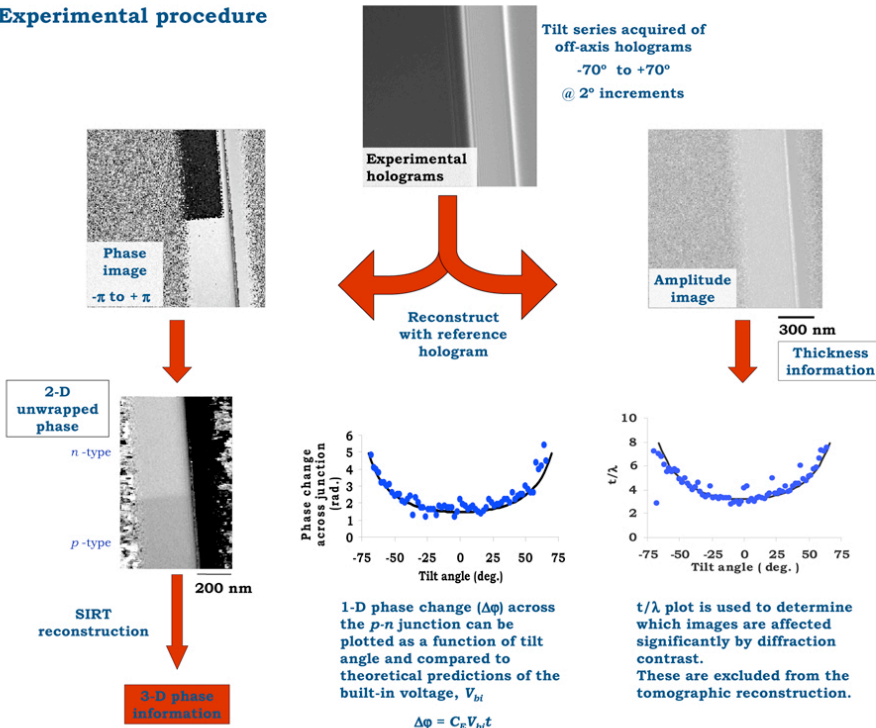 Experimental procedure
Tilt series acquired of
off-axis holograms
-70° to +70°
@ 2° increments
Experimental
holograms
Phase
image
-π to + π
Amplitude
image
Reconstruct
with reference
hologram
300 nm
Thickness
information
2-D
unwrapped
phase
n -type
p -type
200 nm
SIRT
reconstruction
3-D phase
information
Phase change
across junction
(rad.)
6
5
4
3
2
1
0
-75 -50 -25 0 25 50 75
Tilt angle (deg.)
t/λ
10
8
6
4
2
0
-75 -50 -25 0 25 50 75
Tilt angle ( deg. )
1-D phase change (Δφ) across
the p-n junction can be
plotted as a function of tilt
angle and compared to
theoretical predictions of the
built-in voltage, Vbi
Δφ = CEVbit
t/λ plot is used to determine
which images are affected
significantly by diffraction
contrast.
These are excluded from the
tomographic reconstruction.